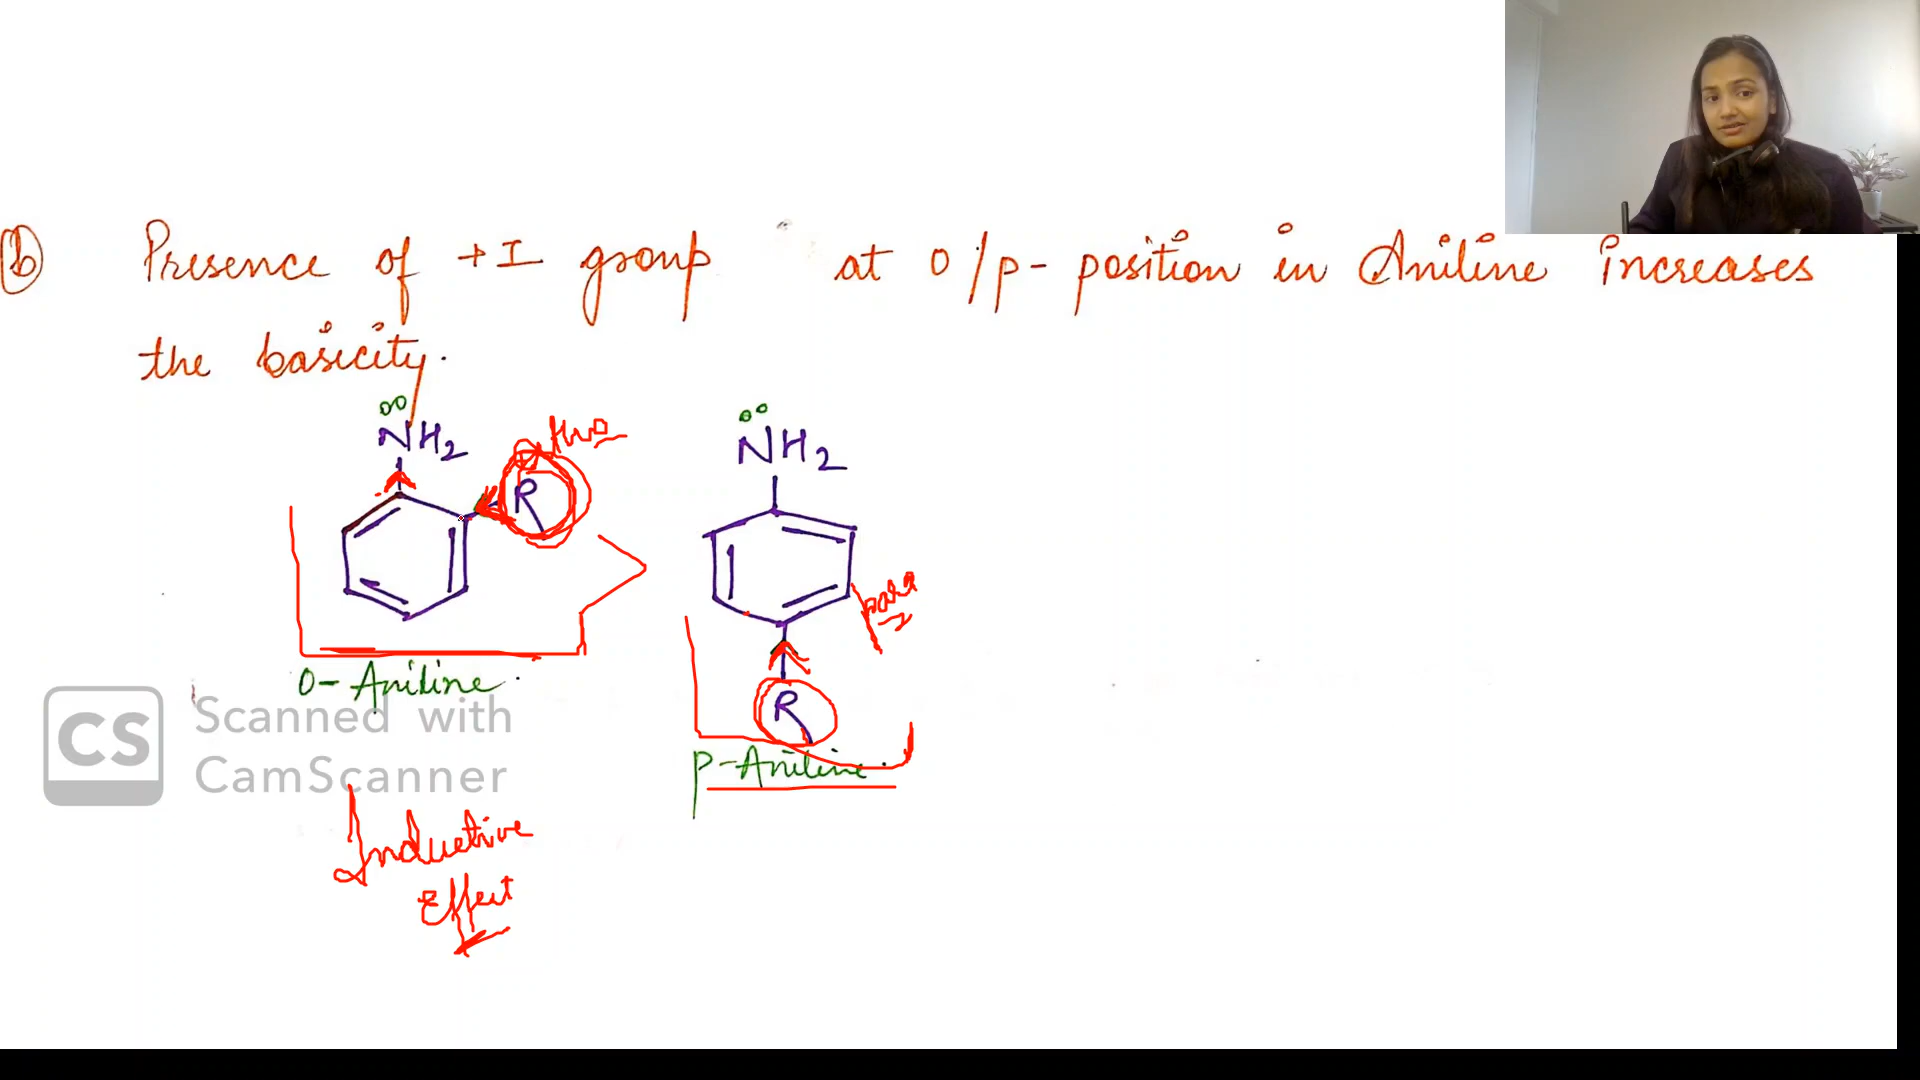 b Presence of +I group at o/p- position in Aniline increases
the basicity.
NH2
R
NH2
para
R
o-Aniline.
p-Aniline.
CS Scanned with
CamScanner
Inductive
Effect